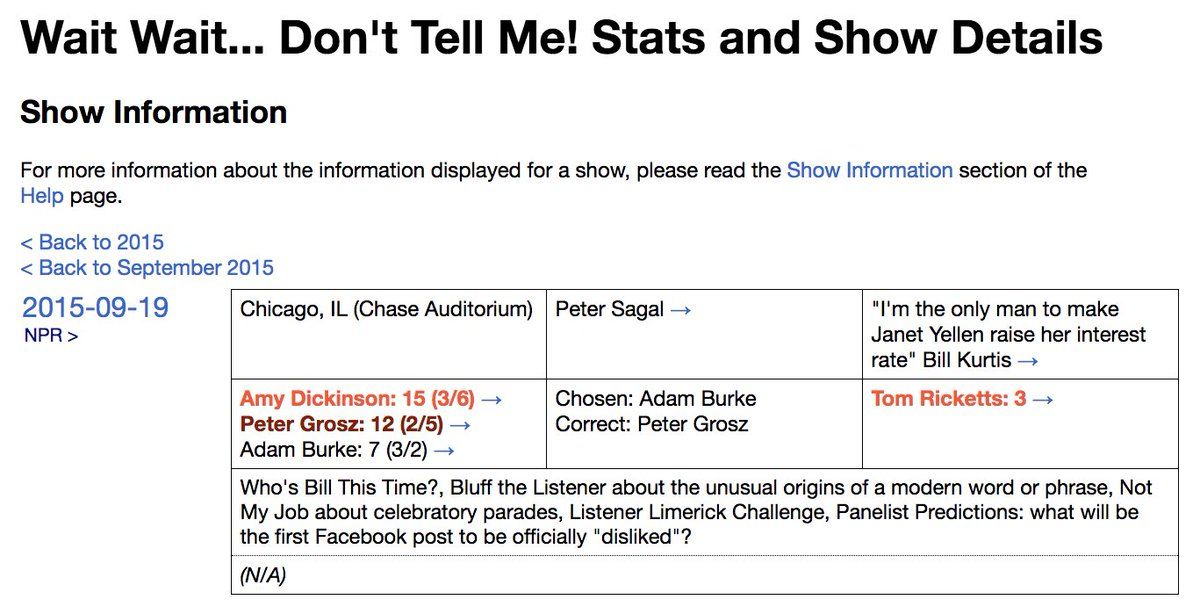 Wait Wait... Don't Tell Me! Stats and Show Details
Show Information
For more information about the information displayed for a show, please read the Show Information section of the
Help page.
< Back to 2015
< Back to September 2015
2015-09-19
NPR >
Chicago, IL (Chase Auditorium)
Peter Sagal →
"I'm the only man to make
Janet Yellen raise her interest
rate" Bill Kurtis →
Amy Dickinson: 15 (3/6) →
Peter Grosz: 12 (2/5) →
Adam Burke: 7 (3/2) →
Chosen: Adam Burke
Correct: Peter Grosz
Tom Ricketts: 3 →
Who's Bill This Time?, Bluff the Listener about the unusual origins of a modern word or phrase, Not
My Job about celebratory parades, Listener Limerick Challenge, Panelist Predictions: what will be
the first Facebook post to be officially "disliked"?
(N/A)